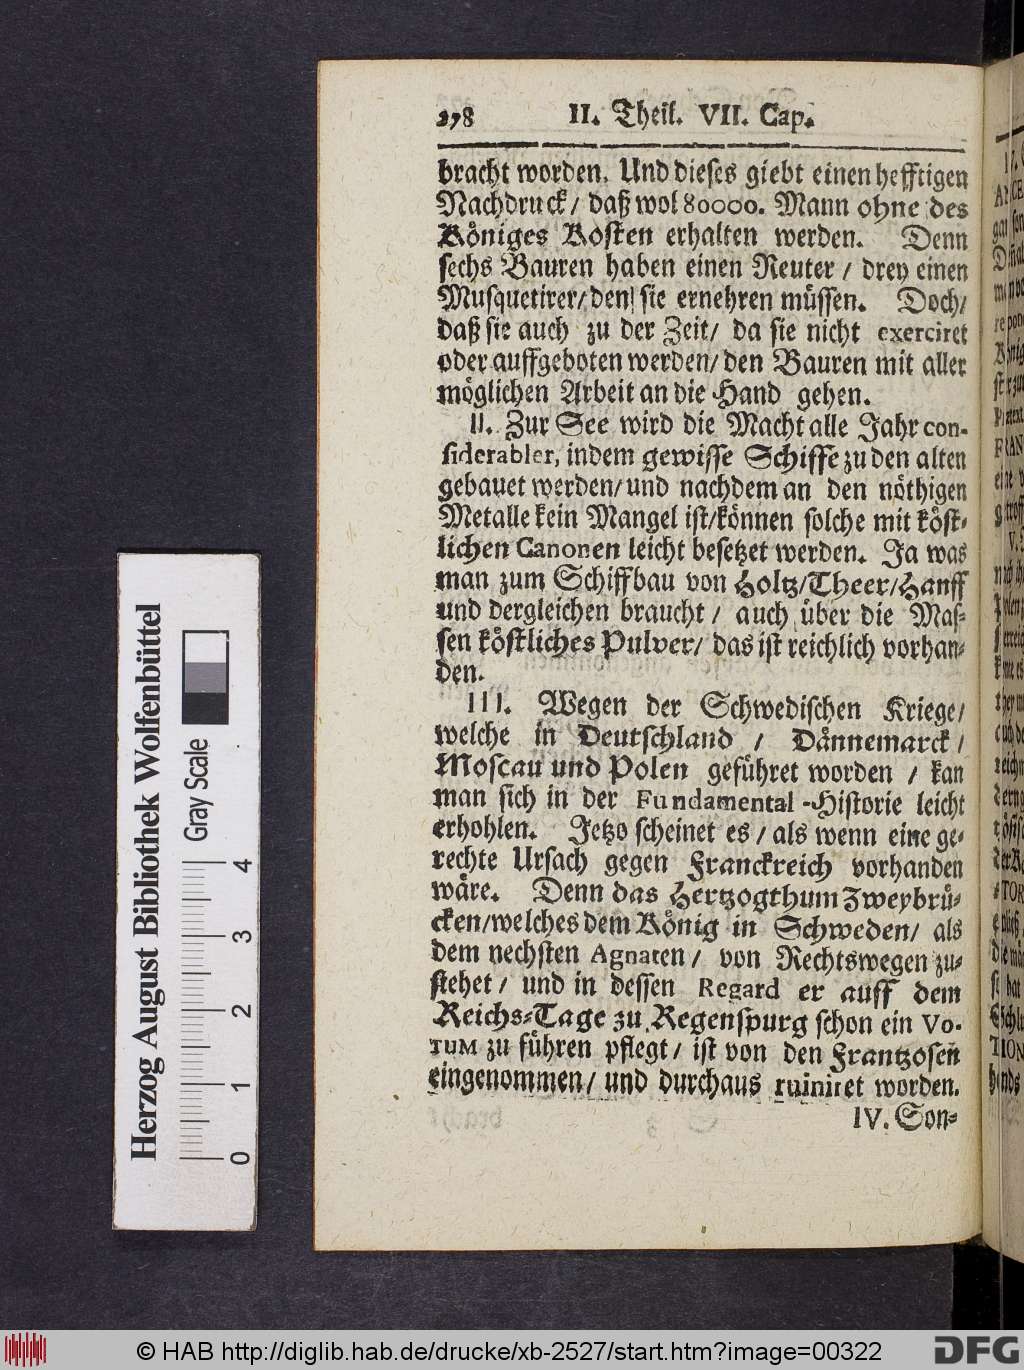 278 II. Theil. VII. Cap.
bracht worden. Und dieses giebt einen hefftigen
Nachdruck / daß wol 80000. Mann ohne des
Königes Kosten erhalten werden. Denn
sechs Bauren haben einen Reuter / drey einen
Musquetirer / den sie ernehren müssen. Doch /
daß sie auch zu der Zeit / da sie nicht exerciret
oder auffgeboten werden / den Bauren mit aller
möglichen Arbeit an die Hand gehen.
II. Zur See wird die Macht alle Jahr con-
siderabler, indem gewisse Schiffe zu den alten
gebauet werden / und nachdem an den nöthigen
Metalle kein Mangel ist / können solche mit köst-
lichen Canonen leicht besetzet werden. Ja was
man zum Schiffbau von Holtz / Theer / Hanff
und dergleichen braucht / auch über die Mas-
sen köstliches Pulver / das ist reichlich vorhan-
den.
III. Wegen der Schwedischen Kriege /
welche in Deutschland / Dännemarck /
Moscau und Polen geführet worden / kan
man sich in der Fundamental-Historie leicht
erhohlen. Jetzo scheinet es / als wenn eine ge-
rechte Ursach gegen Franckreich vorhanden
wäre. Denn das Hertzogthum Zweybrü-
cken / welches dem König in Schweden / als
dem nechsten Agnaten / von Rechtswegen zu-
stehet / und in dessen Regard er auff dem
Reichs-Tage zu Regenspurg schon ein Vo-
TUM zu führen pflegt / ist von den Frantzosen
eingenommen / und durchaus ruiniret worden.
IV. Son-
Herzog August Bibliothek Wolfenbüttel
Gray Scale
0 1 2 3 4
© HAB http://diglib.hab.de/drucke/xb-2527/start.htm?image=00322
DFG